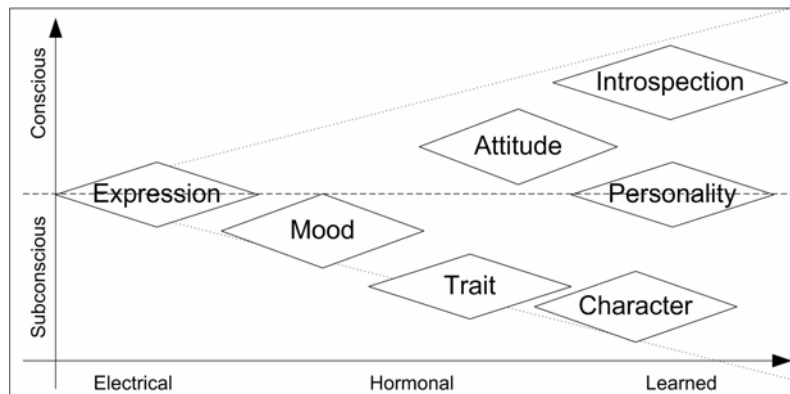 Conscious
Introspection
Attitude
Expression
Personality
Mood
Subconscious
Trait
Character
Electrical
Hormonal
Learned